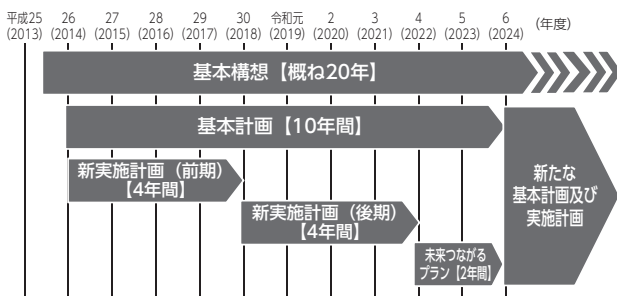 平成25 26 27 28 29 30 令和元 2 3 4 5 6 (年度)
(2013) (2014) (2015) (2016) (2017) (2018) (2019) (2020) (2021) (2022) (2023) (2024)
基本構想【概ね20年】
基本計画【10年間】
新実施計画（前期）
【4年間】
新実施計画（後期）
【4年間】
未来つながる
プラン【2年間】
新たな
基本計画及び
実施計画